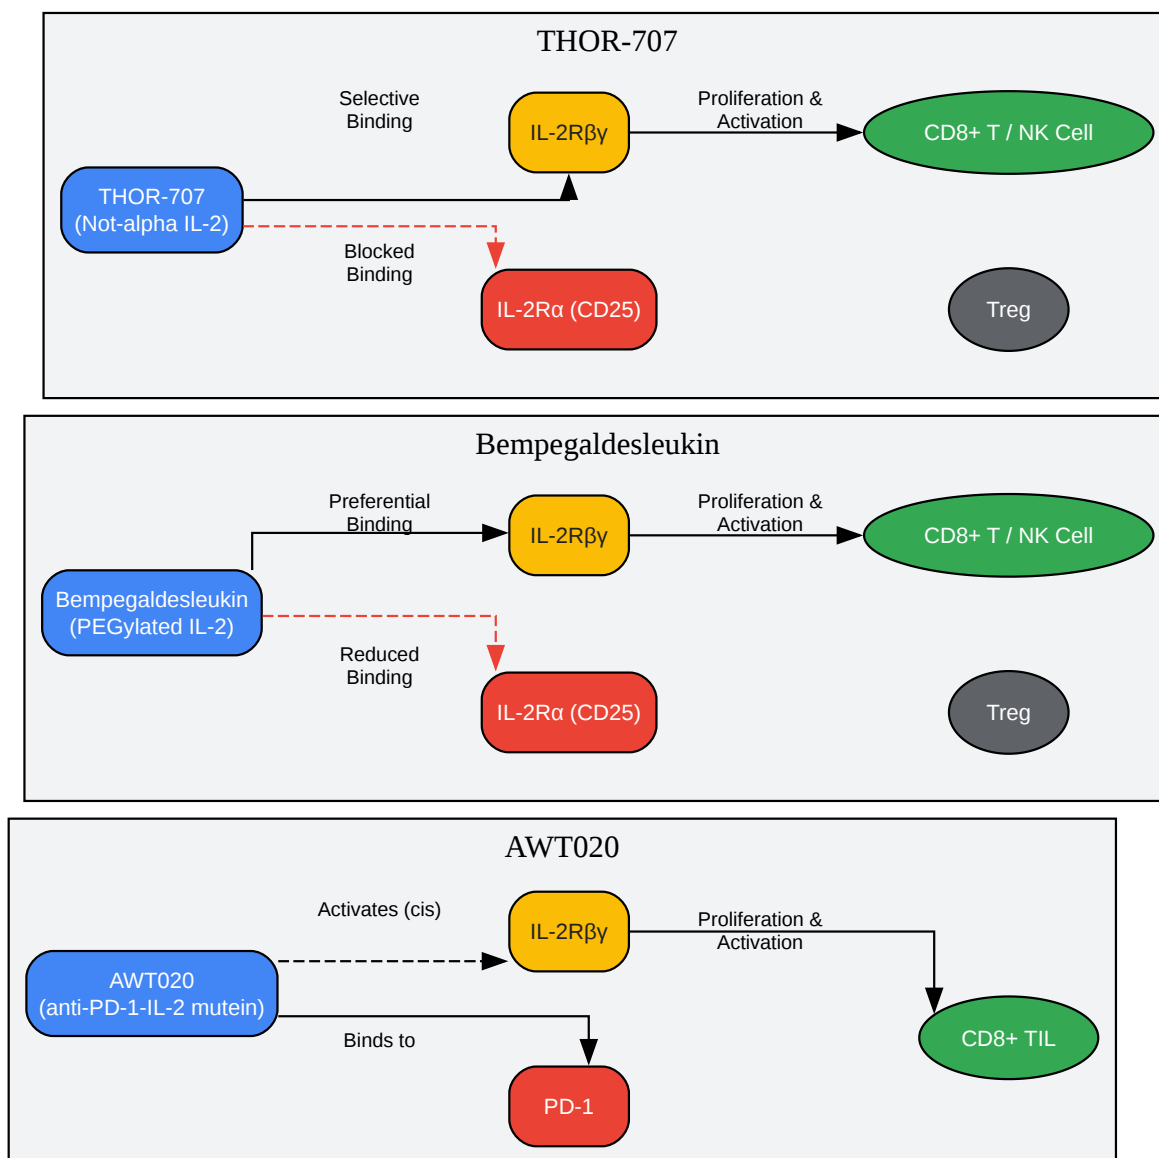 THOR-707
Selective
Binding
IL-2Rβγ
Proliferation &
Activation
CD8+ T / NK Cell
THOR-707
(Not-alpha IL-2)
Blocked
Binding
IL-2Rα (CD25)
Treg
Bempegaldesleukin
Preferential
Binding
IL-2Rβγ
Proliferation &
Activation
CD8+ T / NK Cell
Bempegaldesleukin
(PEGylated IL-2)
Reduced
Binding
IL-2Rα (CD25)
Treg
AWT020
Activates (cis)
IL-2Rβγ
Proliferation &
Activation
AWT020
(anti-PD-1-IL-2 mutein)
Binds to
CD8+ TIL
PD-1